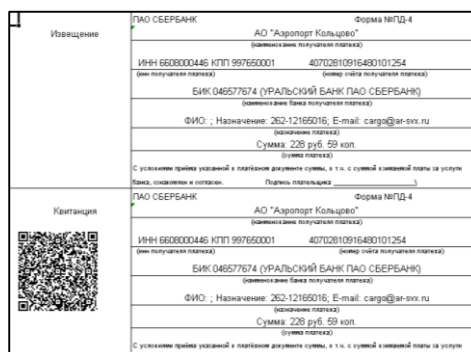 Извещение
ПАО СБЕРБАНК Форма №ПД-4
АО "Аэропорт Кольцово"
(наименование получателя платежа)
ИНН 6608000446 КПП 997650001 40702810916480101254
(инн получателя платежа) (номер счёта получателя платежа)
БИК 046577674 (УРАЛЬСКИЙ БАНК ПАО СБЕРБАНК)
(наименование банка получателя платежа)
ФИО: ; Назначение: 262-12165016; E-mail: cargo@ar-svx.ru
(назначение платежа)
Сумма: 228 руб. 59 коп.
(сумма платежа)
С условиями приёма указанной в платёжном документе суммы, в т.ч. с суммой взимаемой платы за услуги
банка, ознакомлен и согласен. Подпись плательщика
Квитанция
ПАО СБЕРБАНК Форма №ПД-4
АО "Аэропорт Кольцово"
(наименование получателя платежа)
ИНН 6608000446 КПП 997650001 40702810916480101254
(инн получателя платежа) (номер счёта получателя платежа)
БИК 046577674 (УРАЛЬСКИЙ БАНК ПАО СБЕРБАНК)
(наименование банка получателя платежа)
ФИО: ; Назначение: 262-12165016; E-mail: cargo@ar-svx.ru
(назначение платежа)
Сумма: 228 руб. 59 коп.
(сумма платежа)
С условиями приёма указанной в платёжном документе суммы, в т.ч. с суммой взимаемой платы за услуги